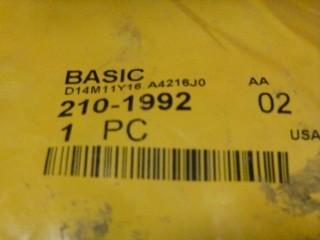 BASIC
D14M11Y16 A4216J0 AA
210-1992 02
1 PC USA